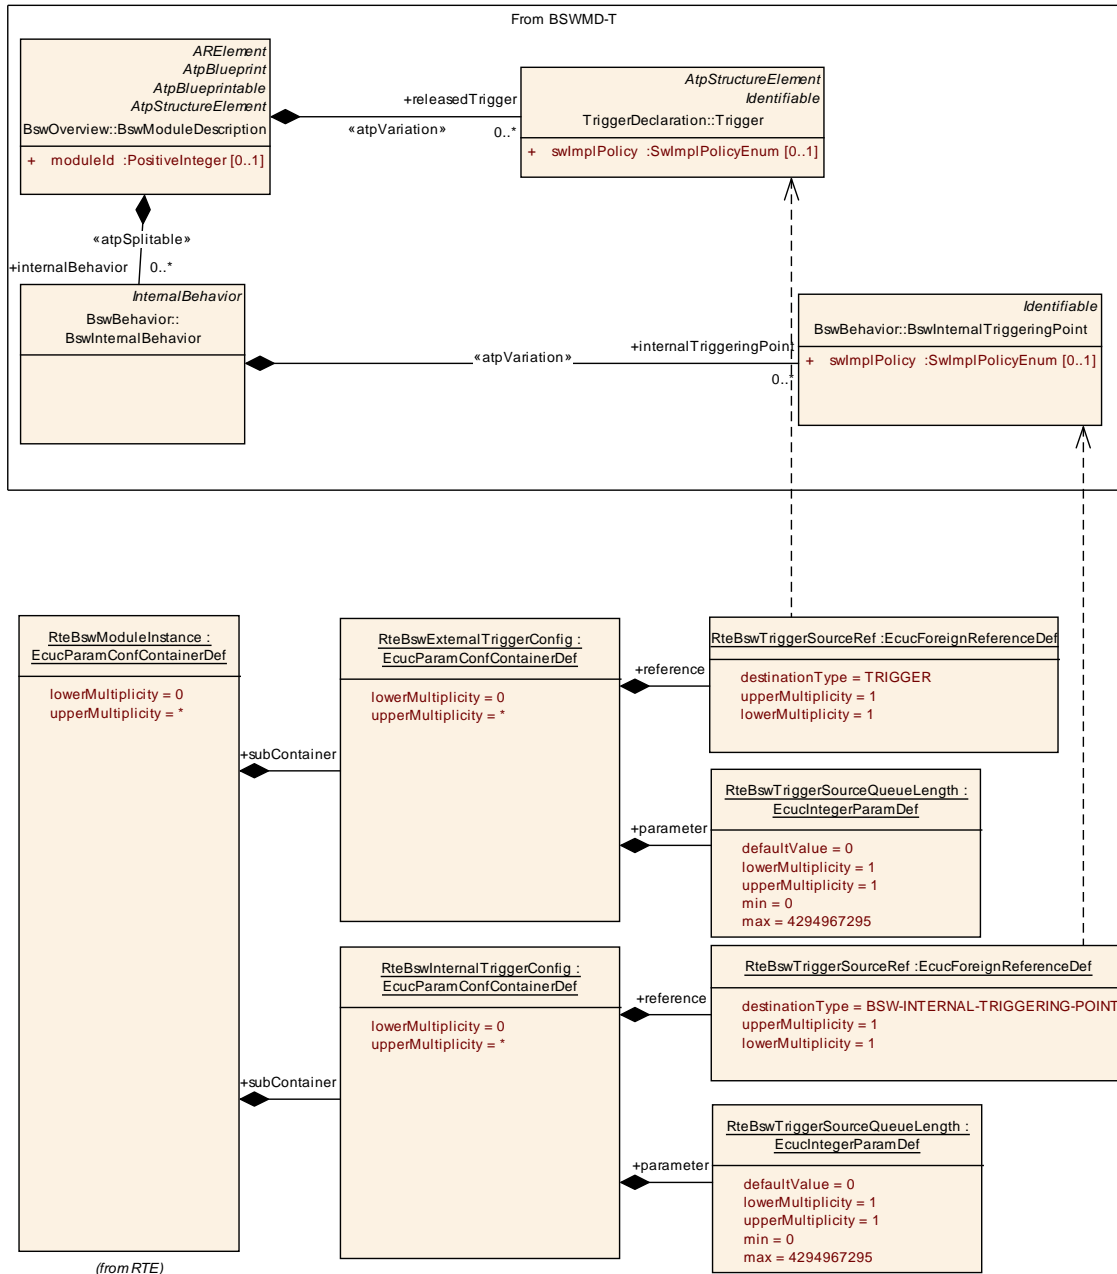 From BSWMD-T
ARElement
AtpBlueprint
AtpBlueprintable
AtpStructureElement
BswOverview::BswModuleDescription
+ moduleId :PositiveInteger [0..1]
+releasedTrigger
«atpVariation»
0..*
AtpStructureElement
Identifiable
TriggerDeclaration::Trigger
+ swImplPolicy :SwImplPolicyEnum [0..1]
«atpSplitable»
+internalBehavior
0..*
InternalBehavior
BswBehavior::
BswInternalBehavior
«atpVariation»
+internalTriggeringPoint
0..*
Identifiable
BswBehavior::BswInternalTriggeringPoint
+ swImplPolicy :SwImplPolicyEnum [0..1]
RteBswModuleInstance :
EcucParamConfContainerDef
lowerMultiplicity = 0
upperMultiplicity = *
+subContainer
RteBswExternalTriggerConfig :
EcucParamConfContainerDef
lowerMultiplicity = 0
upperMultiplicity = *
+reference
RteBswTriggerSourceRef :EcucForeignReferenceDef
destinationType = TRIGGER
upperMultiplicity = 1
lowerMultiplicity = 1
+parameter
RteBswTriggerSourceQueueLength :
EcucIntegerParamDef
defaultValue = 0
lowerMultiplicity = 1
upperMultiplicity = 1
min = 0
max = 4294967295
+subContainer
RteBswInternalTriggerConfig :
EcucParamConfContainerDef
lowerMultiplicity = 0
upperMultiplicity = *
+reference
RteBswTriggerSourceRef :EcucForeignReferenceDef
destinationType = BSW-INTERNAL-TRIGGERING-POINT
upperMultiplicity = 1
lowerMultiplicity = 1
+parameter
RteBswTriggerSourceQueueLength :
EcucIntegerParamDef
defaultValue = 0
lowerMultiplicity = 1
upperMultiplicity = 1
min = 0
max = 4294967295
(from RTE)